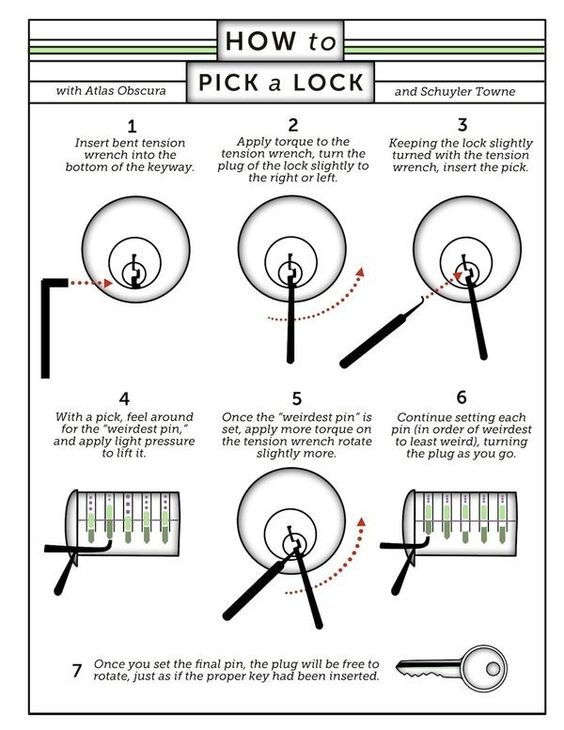 HOW to
PICK a LOCK
with Atlas Obscura
and Schuyler Towne
1
Insert bent tension
wrench into the
bottom of the keyway.
2
Apply torque to the
tension wrench, turn the
plug of the lock slightly to
the right or left.
3
Keeping the lock slightly
turned with the tension
wrench, insert the pick.
4
With a pick, feel around
for the “weirdest pin,”
and apply light pressure
to lift it.
5
Once the “weirdest pin” is
set, apply more torque on
the tension wrench rotate
slightly more.
6
Continue setting each
pin (in order of weirdest
to least weird), turning
the plug as you go.
7
Once you set the final pin, the plug will be free to
rotate, just as if the proper key had been inserted.